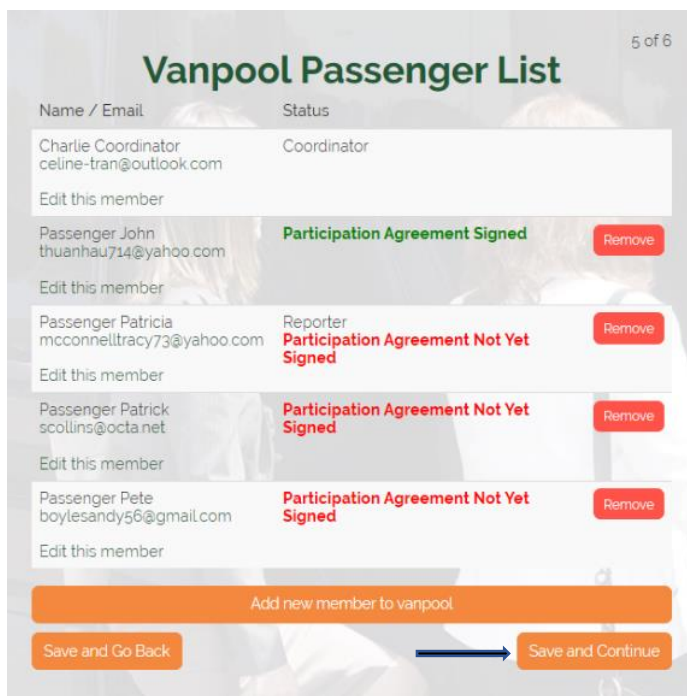 5 of 6
Vanpool Passenger List
Name / Email Status
Charlie Coordinator Coordinator
celine-tran@outlook.com
Edit this member
Passenger John Participation Agreement Signed Remove
thuanhau714@yahoo.com
Edit this member
Passenger Patricia Reporter Remove
mcconnelltracy73@yahoo.com Participation Agreement Not Yet
Signed
Edit this member
Passenger Patrick Participation Agreement Not Yet Remove
scollins@octa.net Signed
Edit this member
Passenger Pete Participation Agreement Not Yet Remove
boylesandy56@gmail.com Signed
Edit this member
Add new member to vanpool
Save and Go Back Save and Continue